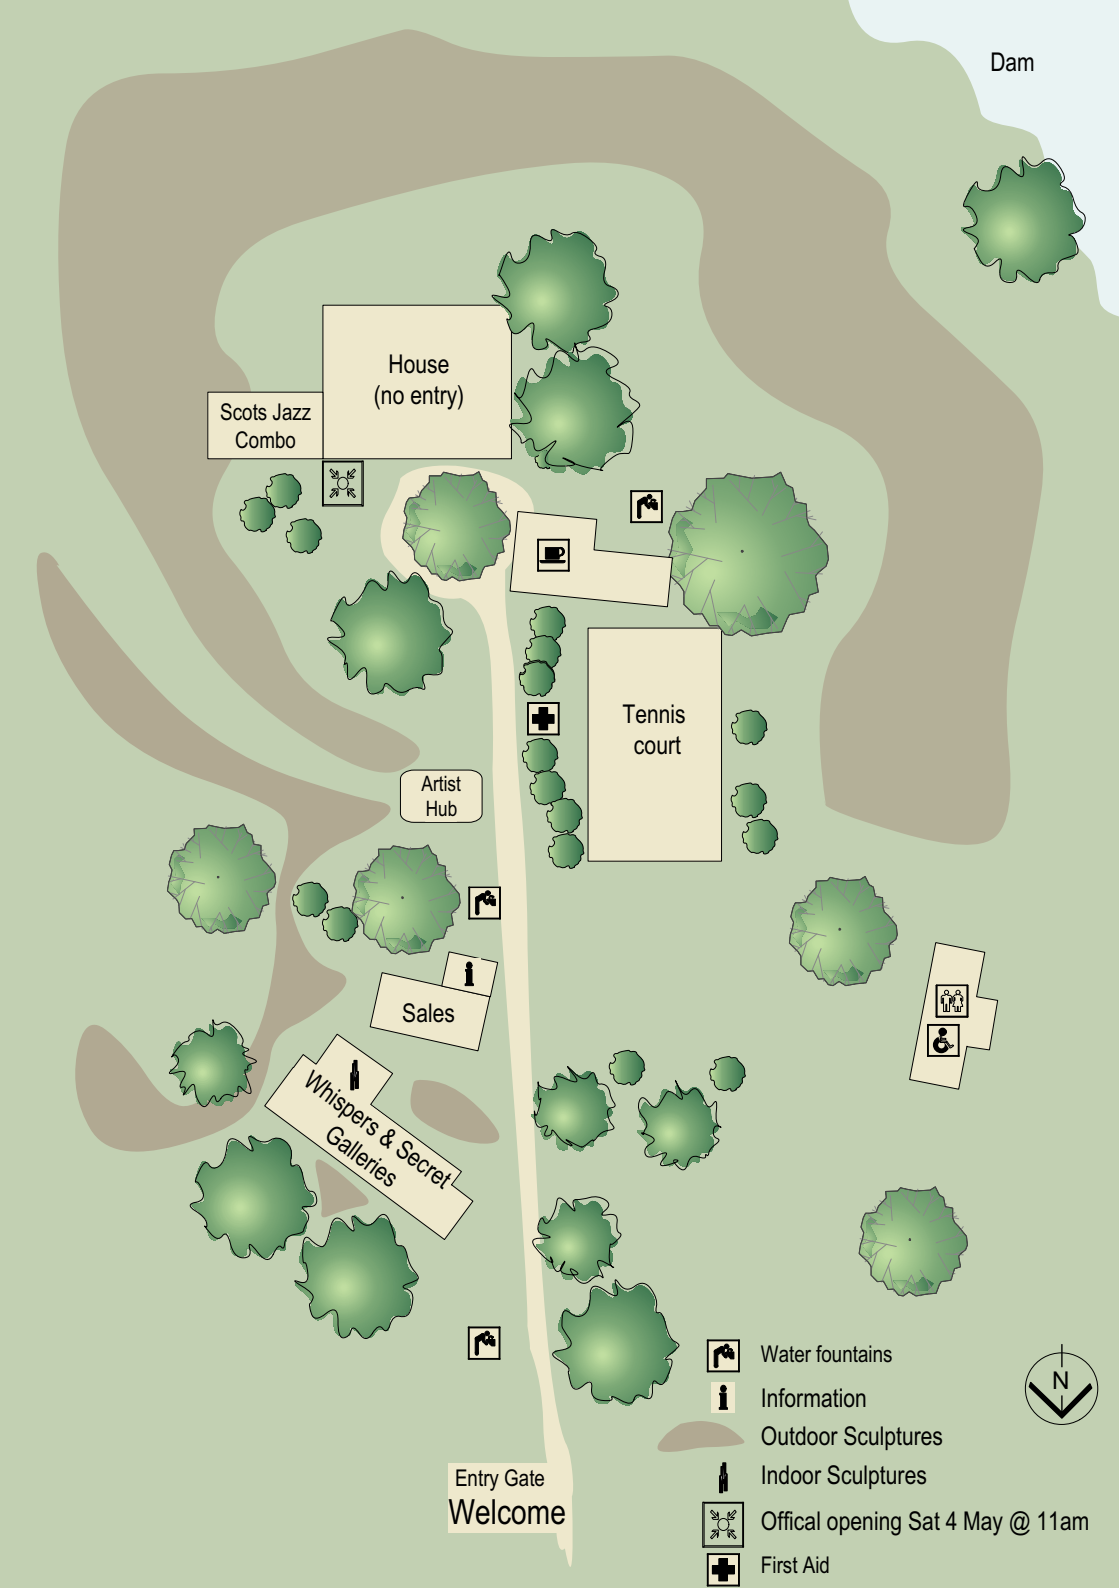 Dam
House
(no entry)
Scots Jazz
Combo
Tennis
court
Artist
Hub
Sales
Whispers & Secret
Galleries
Water fountains
N
Information
Outdoor Sculptures
Indoor Sculptures
Entry Gate
Welcome
Offical opening Sat 4 May @ 11am
First Aid